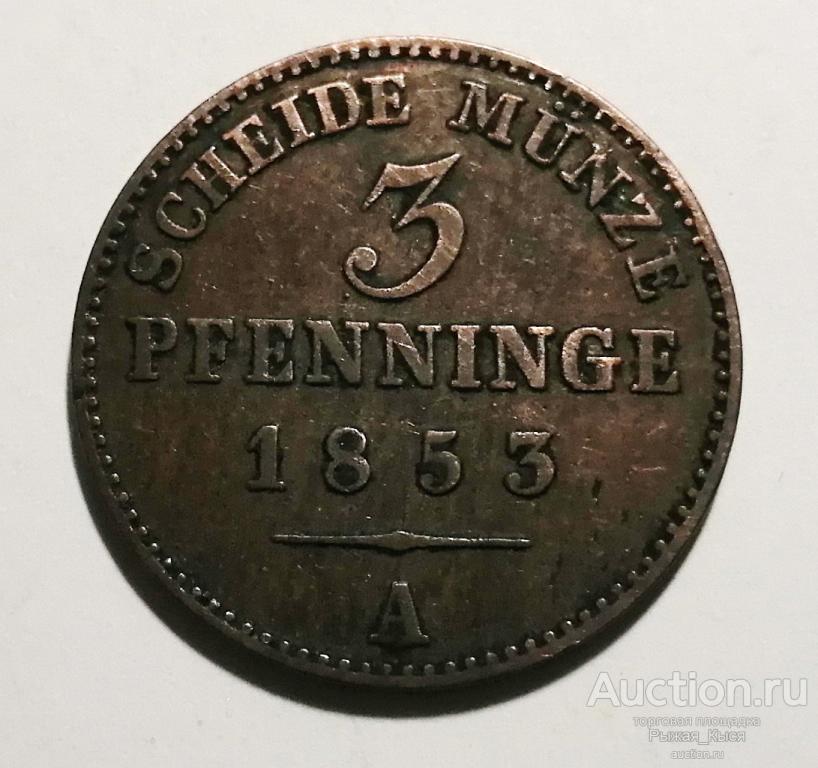 SCHEIDE MÜNZE
3
PFENNINGE
1853
A
Auction.ru
торговая площадка
Рыжая_Кыся
auction.ru